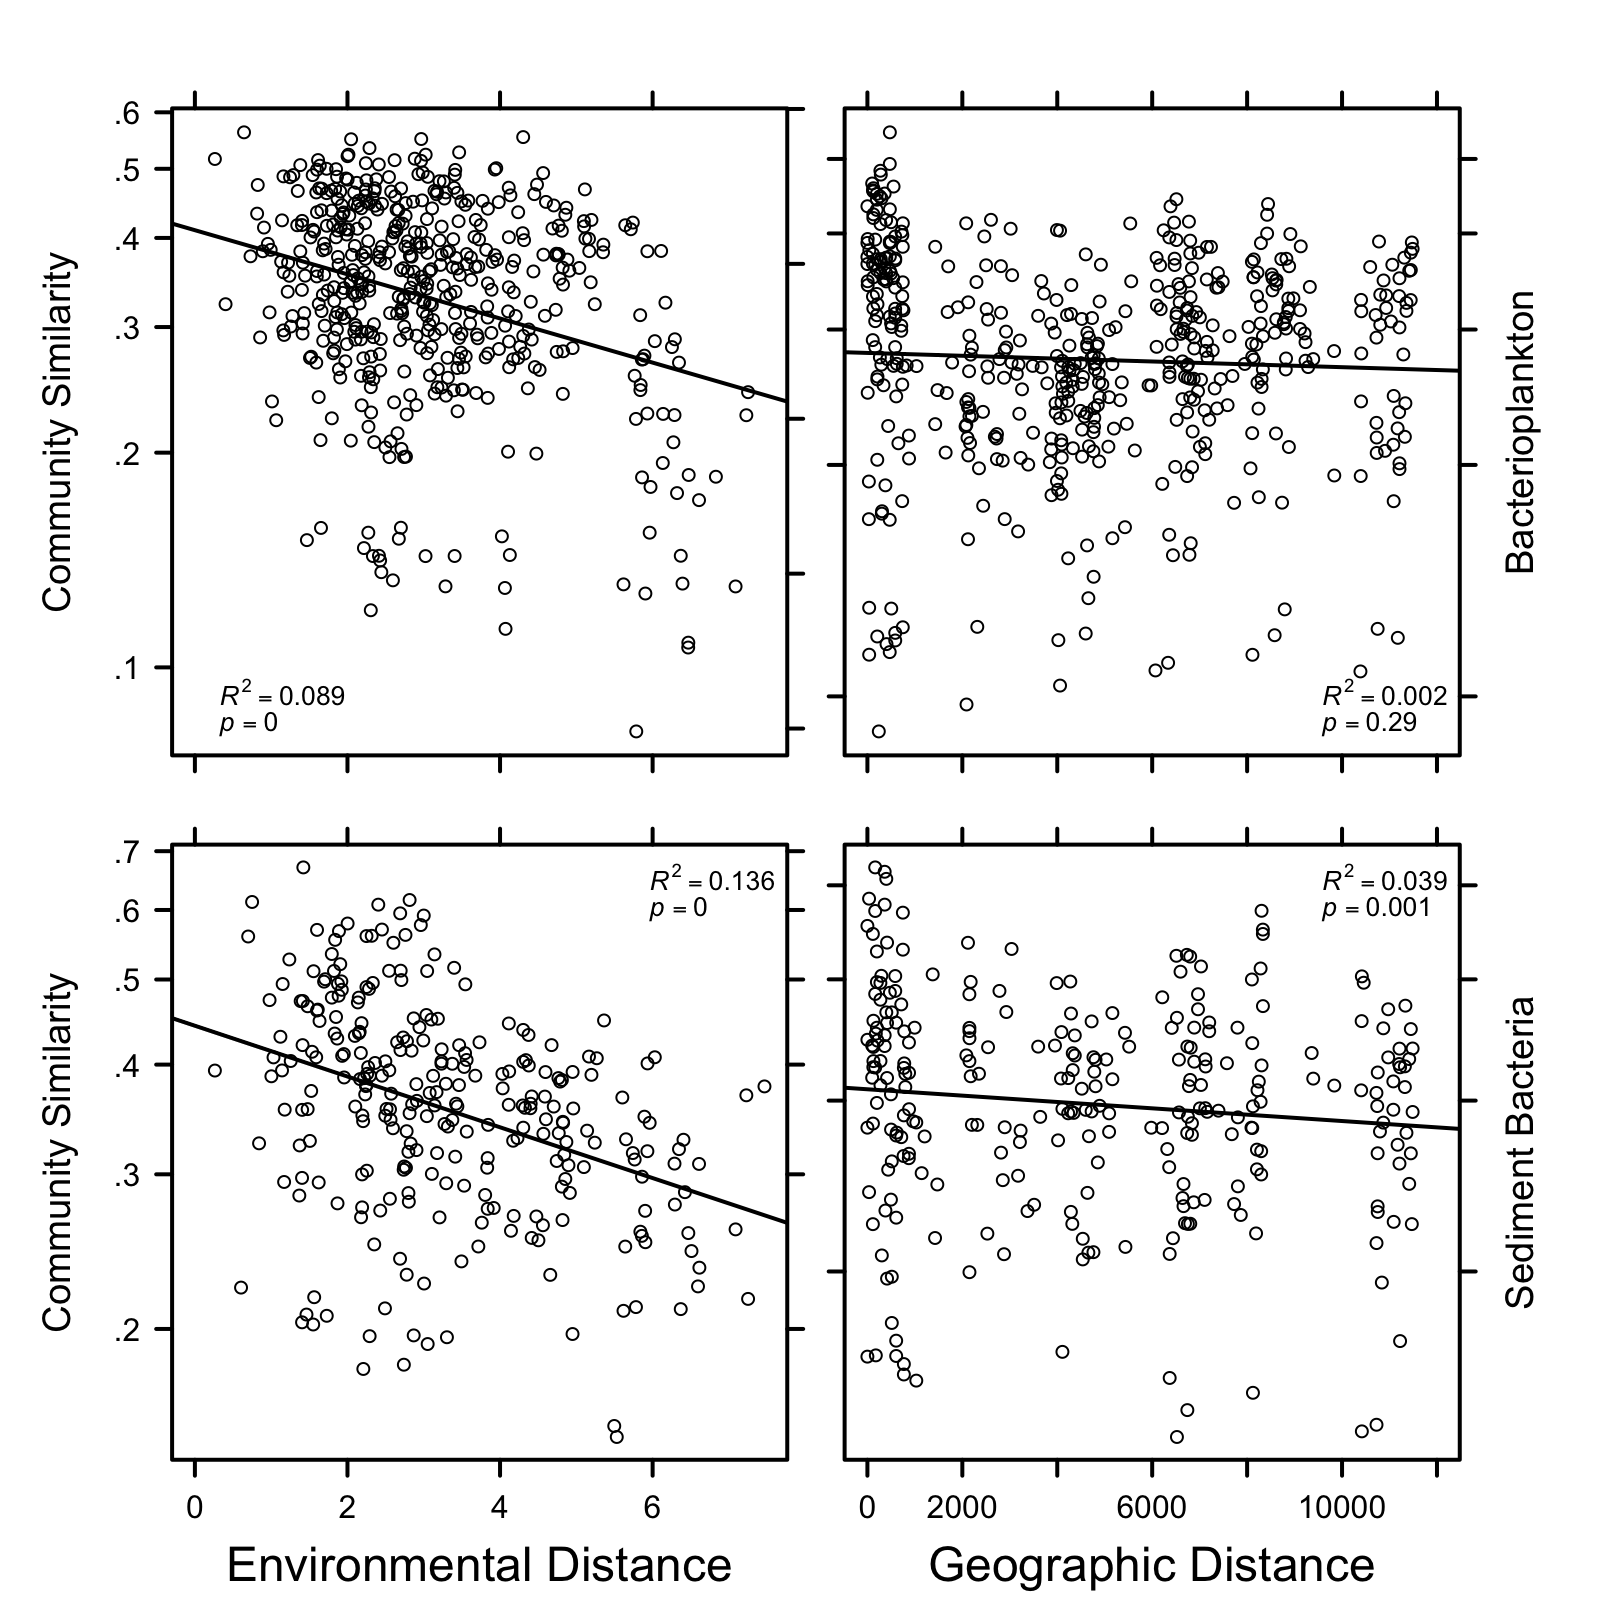 .6
.5
.4
.3
.2
.1
Community Similarity
R2 = 0.089
p = 0
R2 = 0.002
p = 0.29
Bacterioplankton
.7
.6
.5
.4
.3
.2
Community Similarity
R2 = 0.136
p = 0
R2 = 0.039
p = 0.001
Sediment Bacteria
0 2 4 6
0 2000 6000 10000
Environmental Distance
Geographic Distance